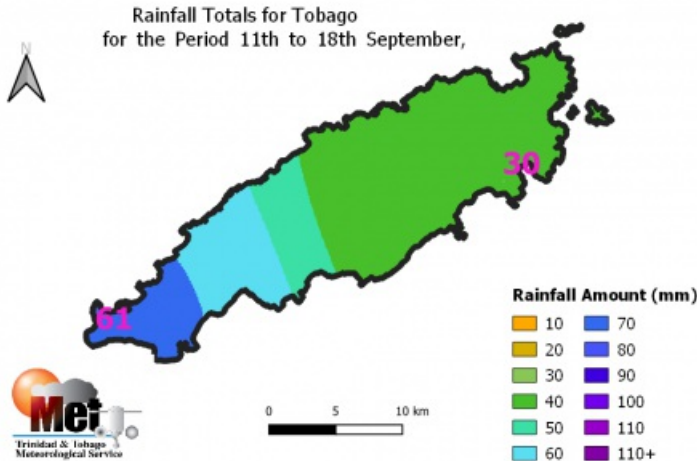 Rainfall Totals for Tobago
for the Period 11th to 18th September,
N
30
61
Rainfall Amount (mm)
10 70
20 80
30 90
40 100
50 110
60 110+
0 5 10 km
Met
Trinidad & Tobago
Meteorological Service